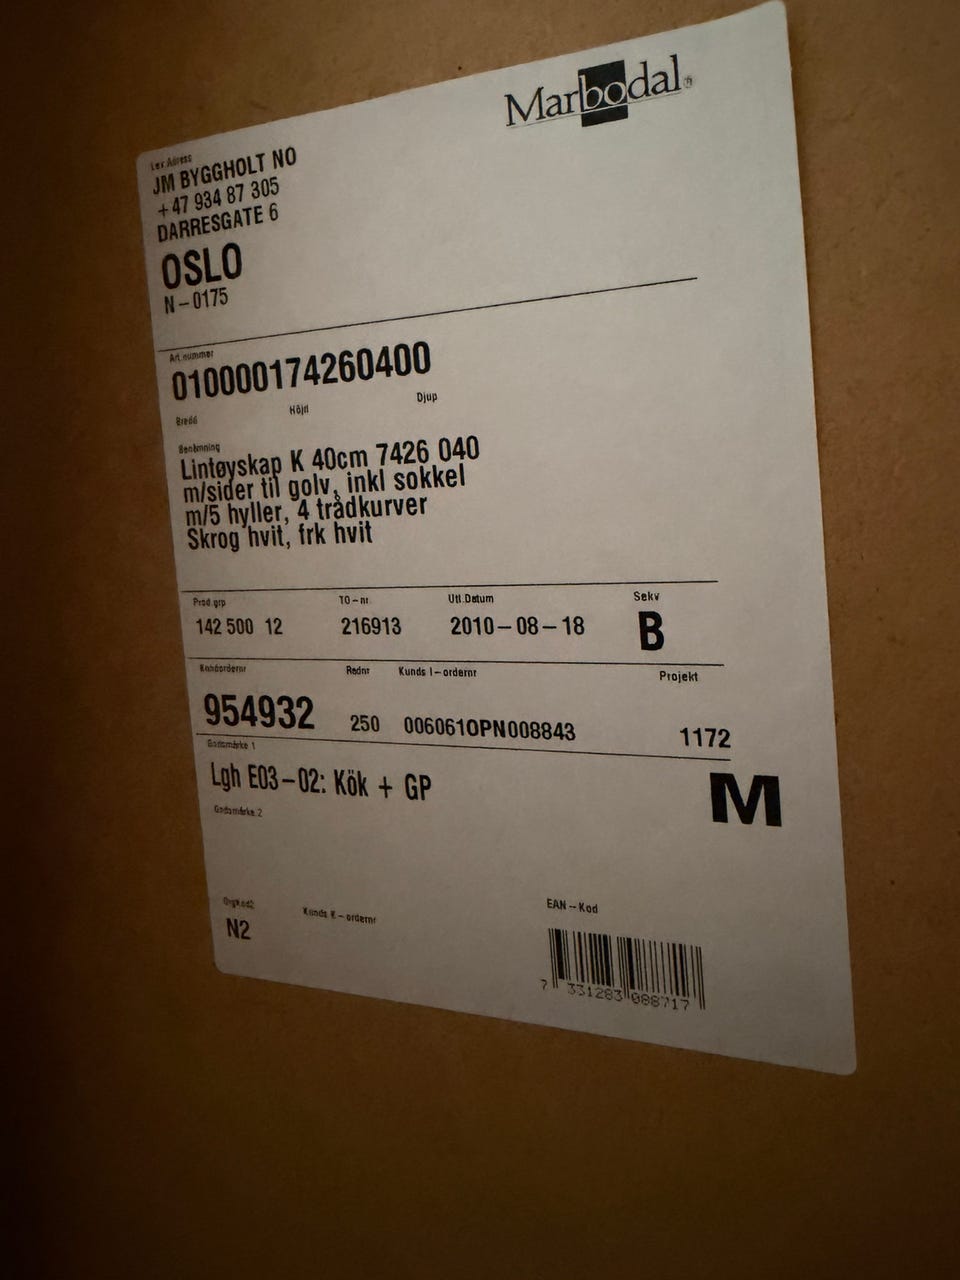 Marbodal®
Lev.Adress
JM BYGGHOLT NO
+47 934 87 305
DARRESGATE 6
OSLO
N-0175
Art.nummer
010000174260400
Bredd Höjd Djup
Benämning
Lintøyskap K 40cm 7426 040
m/sider til golv, inkl sokkel
m/5 hyller, 4 trådkurver
Skrog hvit, frk hvit
Prod.grp TO-nr Utl.Datum Sekv
142 500 12 216913 2010-08-18 B
Kundordernr Radnr Kunds I-ordernr Projekt
954932 250 006061OPN008843 1172
Godsmärke 1
Lgh E03-02: Kök + GP M
Godsmärke 2
Kunds K-ordernr EAN-Kod
N2
7 331283 088717